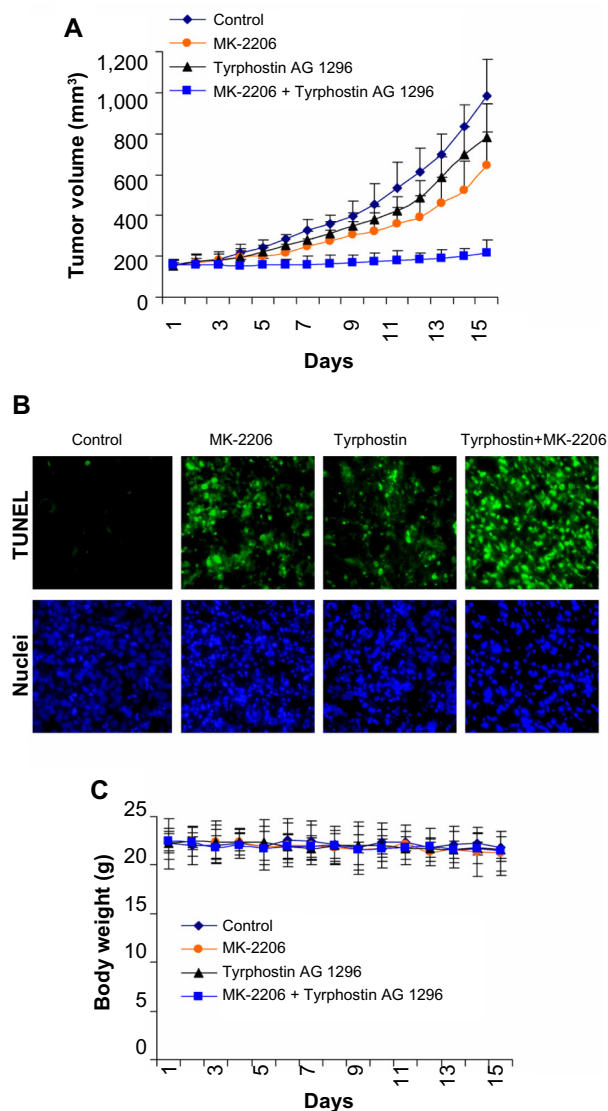 A
Control
MK-2206
Tyrphostin AG 1296
MK-2206 + Tyrphostin AG 1296
Tumor volume (mm³)
1,200
1,000
800
600
400
200
0
1 3 5 7 9 11 13 15
Days
B
Control MK-2206 Tyrphostin Tyrphostin+MK-2206
TUNEL
Nuclei
C
Body weight (g)
25
20
15
10
5
0
Control
MK-2206
Tyrphostin AG 1296
MK-2206 + Tyrphostin AG 1296
1 3 5 7 9 11 13 15
Days